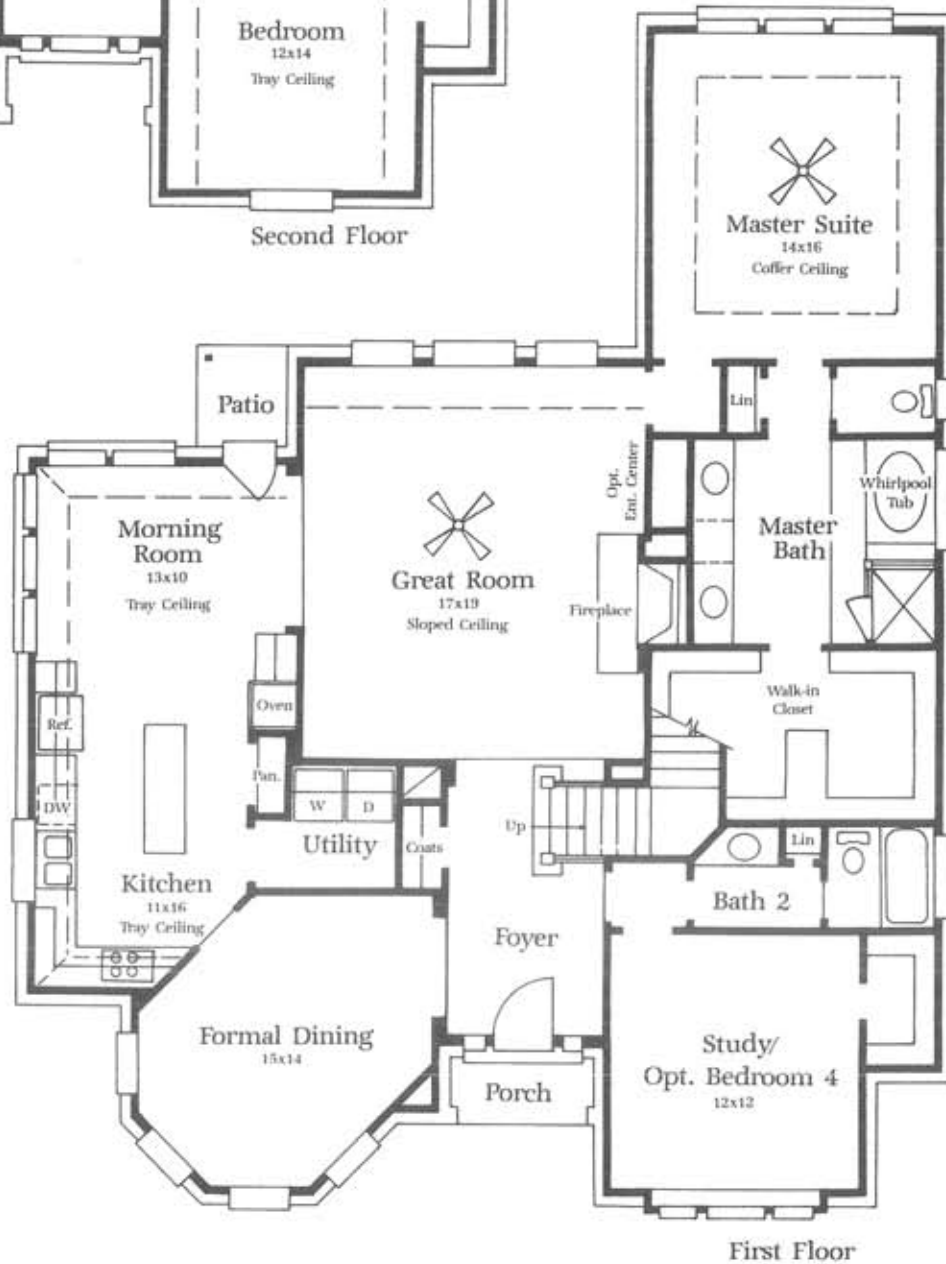 Bedroom
12x14
Tray Ceiling
Second Floor
Master Suite
14x16
Coffer Ceiling
Patio
Lin
Opt.
Ent. Center
Whirlpool
Tub
Morning
Room
13x10
Tray Ceiling
Master
Bath
Great Room
17x19
Sloped Ceiling
Fireplace
Oven
Ref.
Walk-in
Closet
Pan.
W
D
DW
Up
Utility
Coats
Lin
Kitchen
11x16
Tray Ceiling
Bath 2
Foyer
Formal Dining
15x14
Study/
Opt. Bedroom 4
12x12
Porch
First Floor